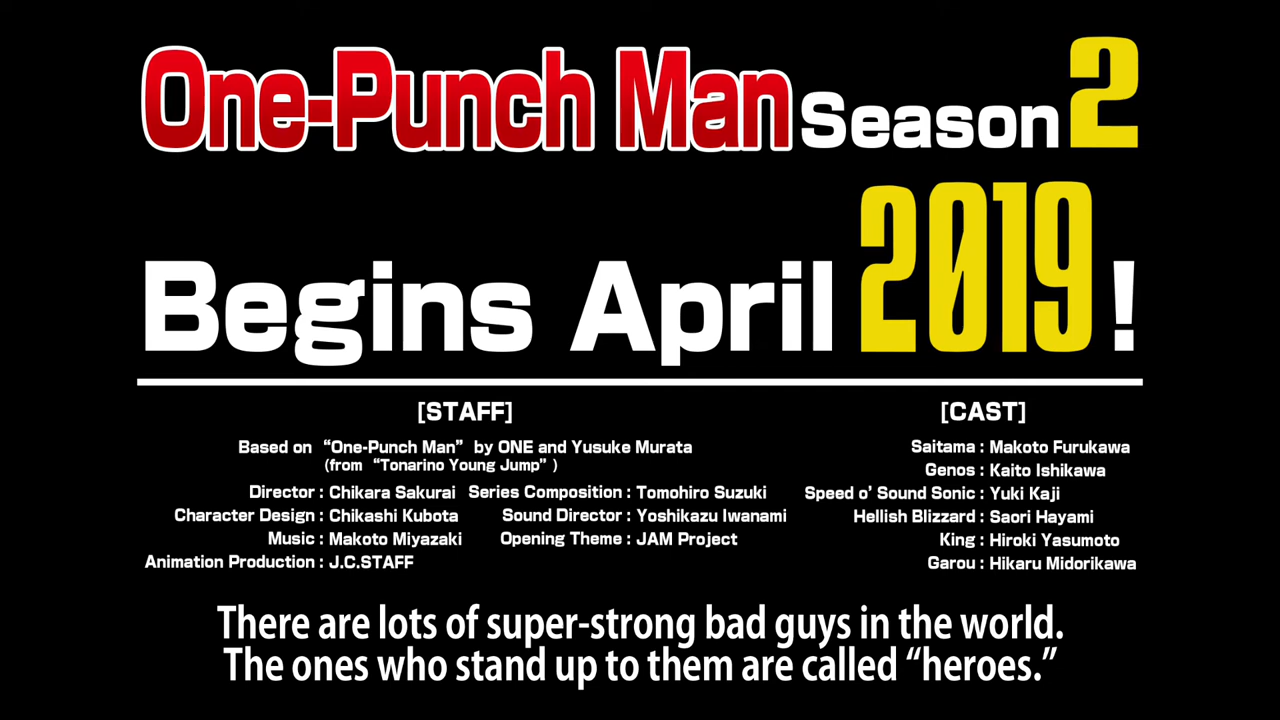 One-Punch Man Season 2
Begins April 2019!
[STAFF]
Based on “One-Punch Man” by ONE and Yusuke Murata
(from “Tonarino Young Jump”)
Director : Chikara Sakurai Series Composition : Tomohiro Suzuki
Character Design : Chikashi Kubota Sound Director : Yoshikazu Iwanami
Music : Makoto Miyazaki Opening Theme : JAM Project
Animation Production : J.C.STAFF
[CAST]
Saitama : Makoto Furukawa
Genos : Kaito Ishikawa
Speed o’ Sound Sonic : Yuki Kaji
Hellish Blizzard : Saori Hayami
King : Hiroki Yasumoto
Garou : Hikaru Midorikawa
There are lots of super-strong bad guys in the world.
The ones who stand up to them are called “heroes.”